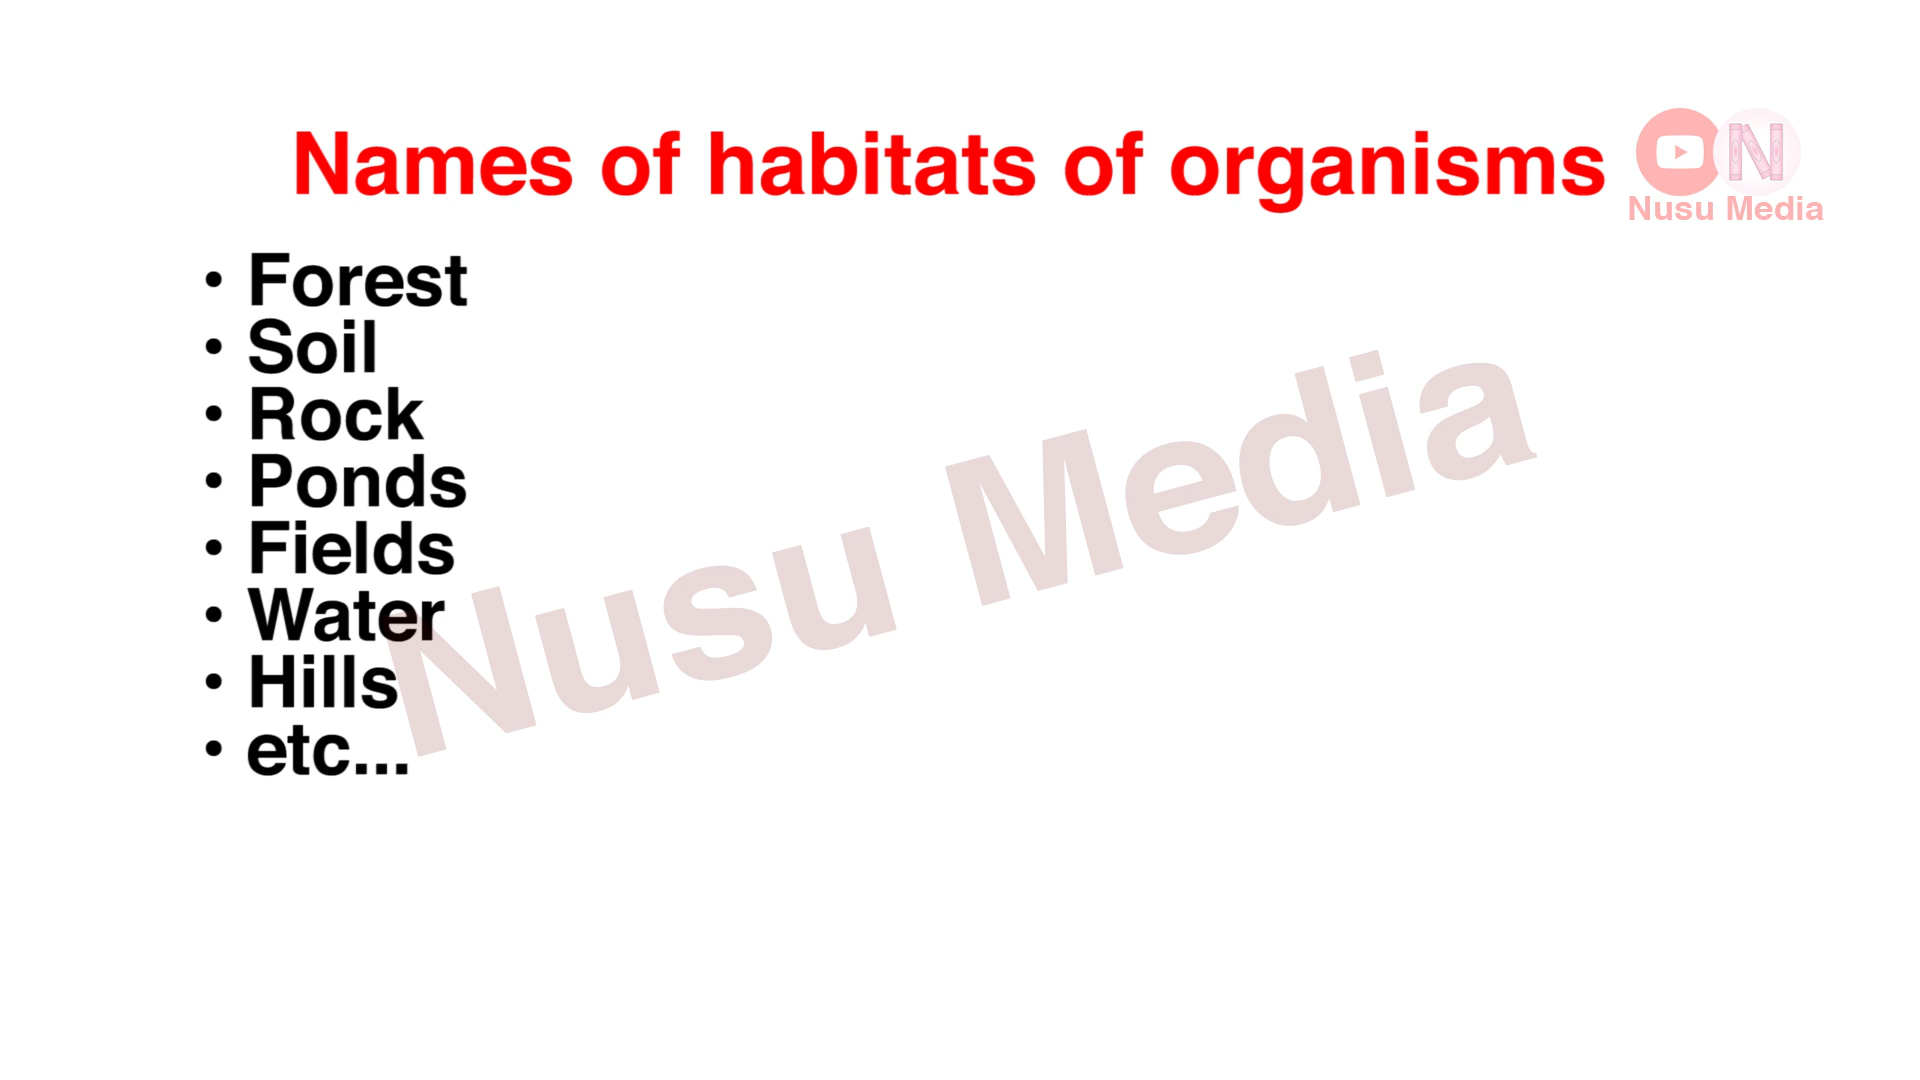 Names of habitats of organisms
Nusu Media
• Forest
• Soil
• Rock
• Ponds
• Fields
• Water
• Hills
• etc...
Nusu Media